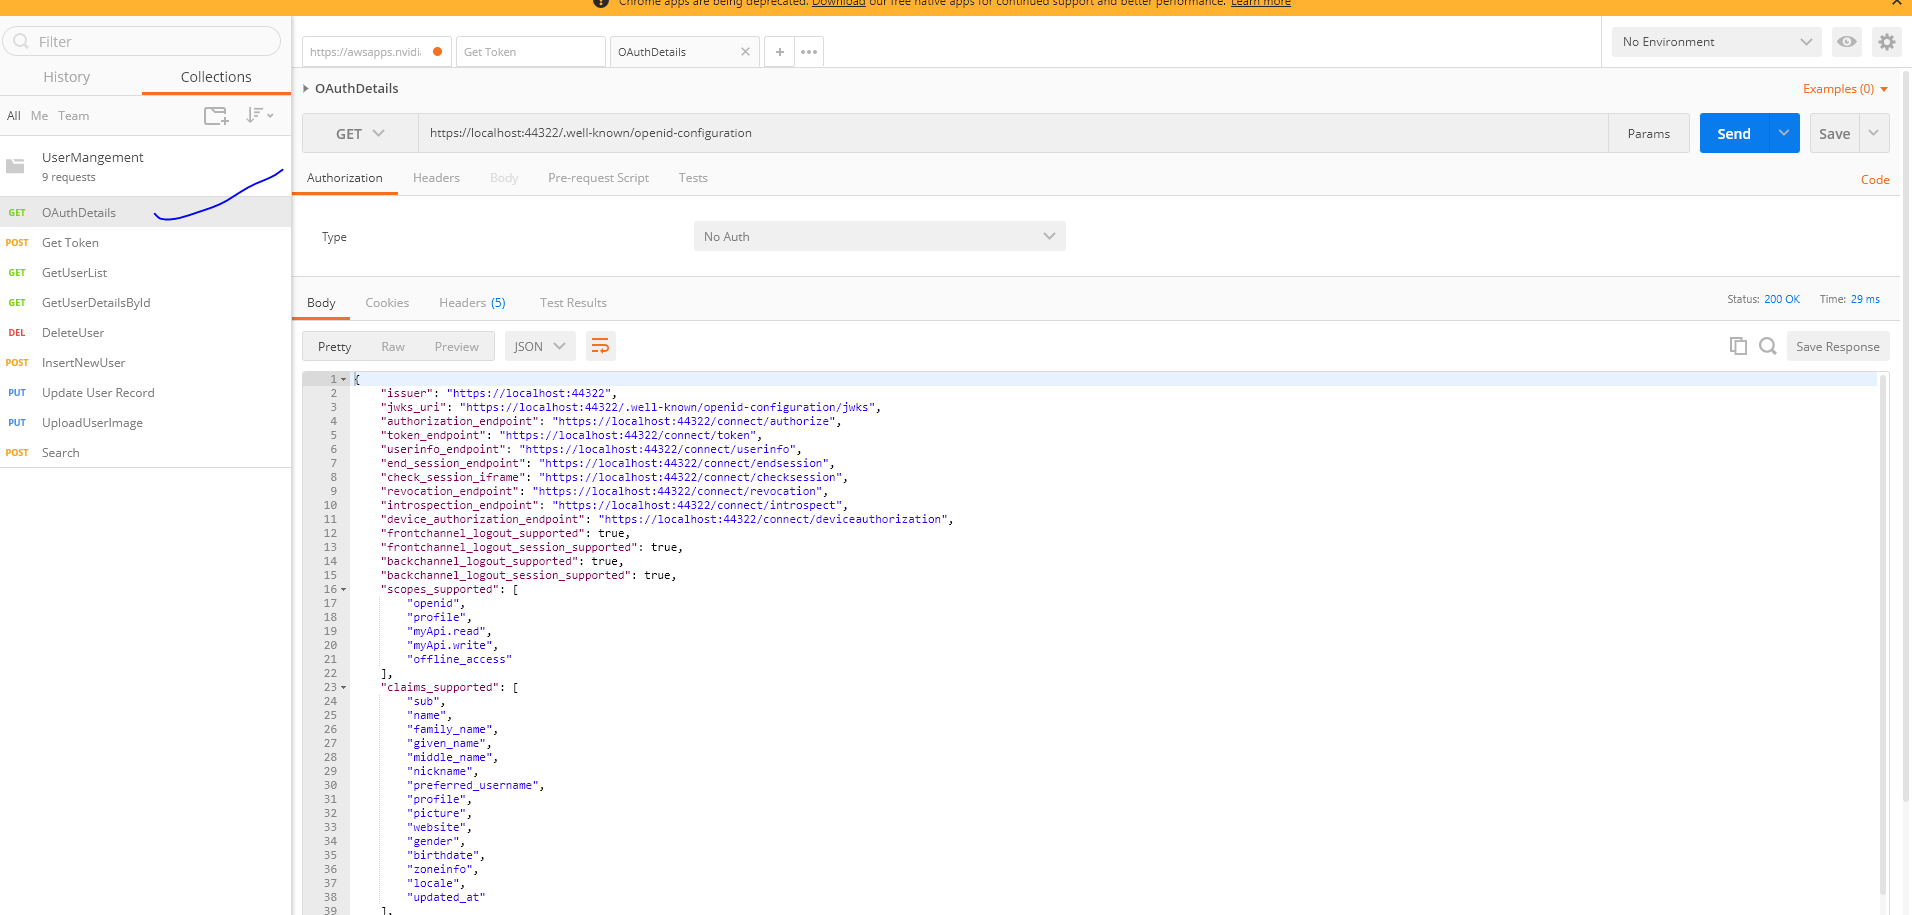 Chrome apps are being deprecated. Download our free native apps for continued support and better performance. Learn more
Filter
History Collections
All Me Team
UserMangement
9 requests
GET OAuthDetails
POST Get Token
GET GetUserList
GET GetUserDetailsById
DEL DeleteUser
POST InsertNewUser
PUT Update User Record
PUT UploadUserImage
POST Search
https://awsapps.nvidi Get Token OAuthDetails
No Environment
OAuthDetails
Examples (0)
GET https://localhost:44322/.well-known/openid-configuration Params Send Save
Authorization Headers Body Pre-request Script Tests
Code
Type No Auth
Body Cookies Headers (5) Test Results
Status: 200 OK Time: 29 ms
Pretty Raw Preview JSON
Save Response
1 {
2 "issuer": "https://localhost:44322",
3 "jwks_uri": "https://localhost:44322/.well-known/openid-configuration/jwks",
4 "authorization_endpoint": "https://localhost:44322/connect/authorize",
5 "token_endpoint": "https://localhost:44322/connect/token",
6 "userinfo_endpoint": "https://localhost:44322/connect/userinfo",
7 "end_session_endpoint": "https://localhost:44322/connect/endsession",
8 "check_session_iframe": "https://localhost:44322/connect/checksession",
9 "revocation_endpoint": "https://localhost:44322/connect/revocation",
10 "introspection_endpoint": "https://localhost:44322/connect/introspect",
11 "device_authorization_endpoint": "https://localhost:44322/connect/deviceauthorization",
12 "frontchannel_logout_supported": true,
13 "frontchannel_logout_session_supported": true,
14 "backchannel_logout_supported": true,
15 "backchannel_logout_session_supported": true,
16 "scopes_supported": [
17 "openid",
18 "profile",
19 "myApi.read",
20 "myApi.write",
21 "offline_access"
22 ],
23 "claims_supported": [
24 "sub",
25 "name",
26 "family_name",
27 "given_name",
28 "middle_name",
29 "nickname",
30 "preferred_username",
31 "profile",
32 "picture",
33 "website",
34 "gender",
35 "birthdate",
36 "zoneinfo",
37 "locale",
38 "updated_at"
39 ],